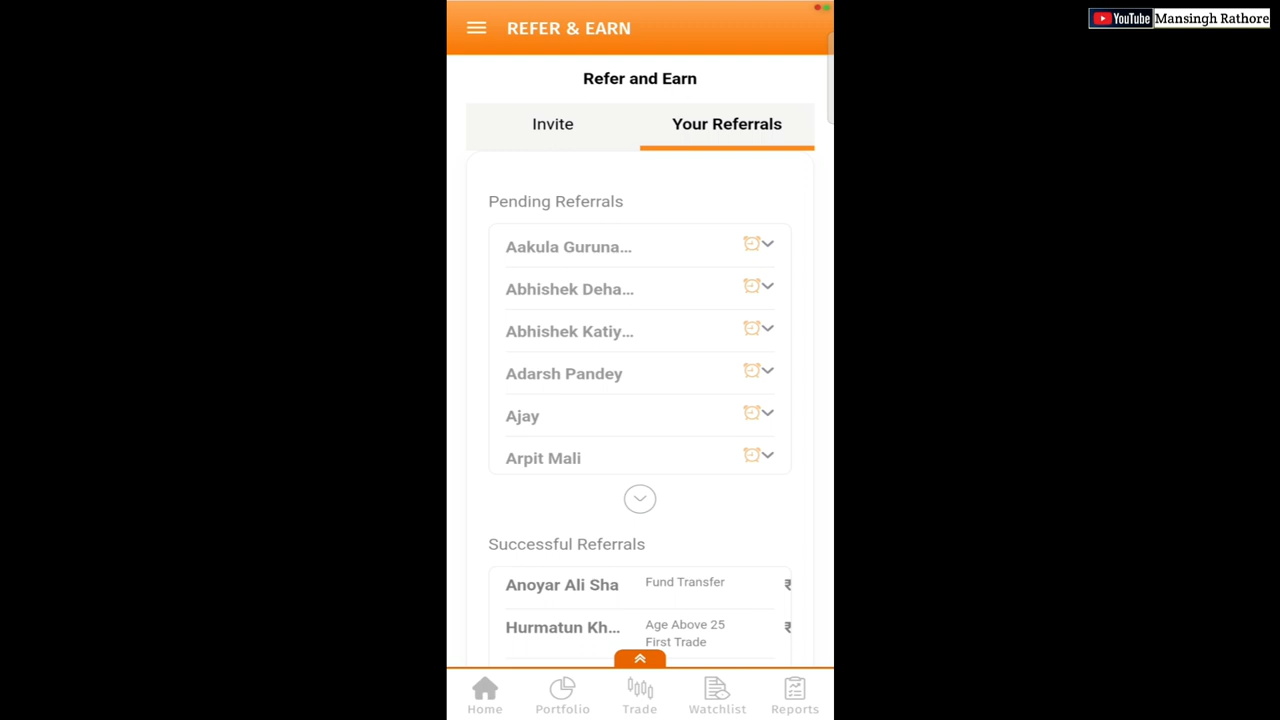 YouTube Mansingh Rathore
REFER & EARN
Refer and Earn
Invite Your Referrals
Pending Referrals
Aakula Guruna...
Abhishek Deha...
Abhishek Katiy...
Adarsh Pandey
Ajay
Arpit Mali
Successful Referrals
Anoyar Ali Sha Fund Transfer ₹
Hurmatun Kh... Age Above 25 ₹
First Trade
Home Portfolio Trade Watchlist Reports